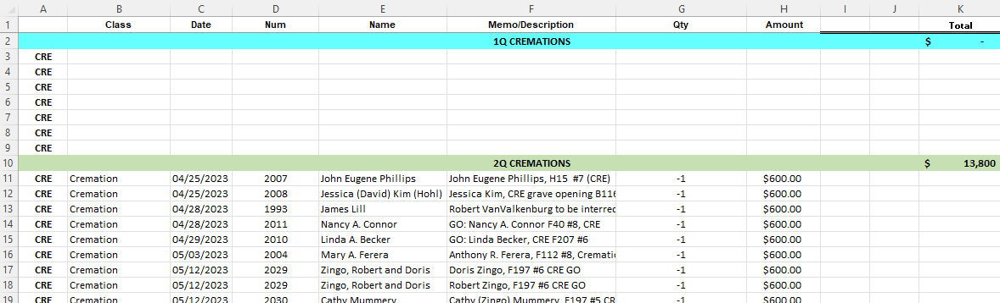 A B C D E F G H I J K
1 Class Date Num Name Memo/Description Qty Amount Total
2 1Q CREMATIONS $ -
3 CRE
4 CRE
5 CRE
6 CRE
7 CRE
8 CRE
9 CRE
10 2Q CREMATIONS $ 13,800
11 CRE Cremation 04/25/2023 2007 John Eugene Phillips John Eugene Phillips, H15 #7 (CRE) -1 $600.00
12 CRE Cremation 04/25/2023 2008 Jessica (David) Kim (Hohl) Jessica Kim, CRE grave opening B116 -1 $600.00
13 CRE Cremation 04/28/2023 1993 James Lill Robert VanValkenburg to be interred -1 $600.00
14 CRE Cremation 04/28/2023 2011 Nancy A. Connor GO: Nancy A. Connor F40 #8, CRE -1 $600.00
15 CRE Cremation 04/29/2023 2010 Linda A. Becker GO: Linda Becker, CRE F207 #6 -1 $600.00
16 CRE Cremation 05/03/2023 2004 Mary A. Ferera Anthony R. Ferera, F112 #8, Crematio -1 $600.00
17 CRE Cremation 05/12/2023 2029 Zingo, Robert and Doris Doris Zingo, F197 #6 CRE GO -1 $600.00
18 CRE Cremation 05/12/2023 2029 Zingo, Robert and Doris Robert Zingo, F197 #6 CRE GO -1 $600.00
19 CRE Cremation 05/12/2023 2030 Cathy Mummery Cathy (Zingo) Mummery, F197 #5 CR -1 $600.00